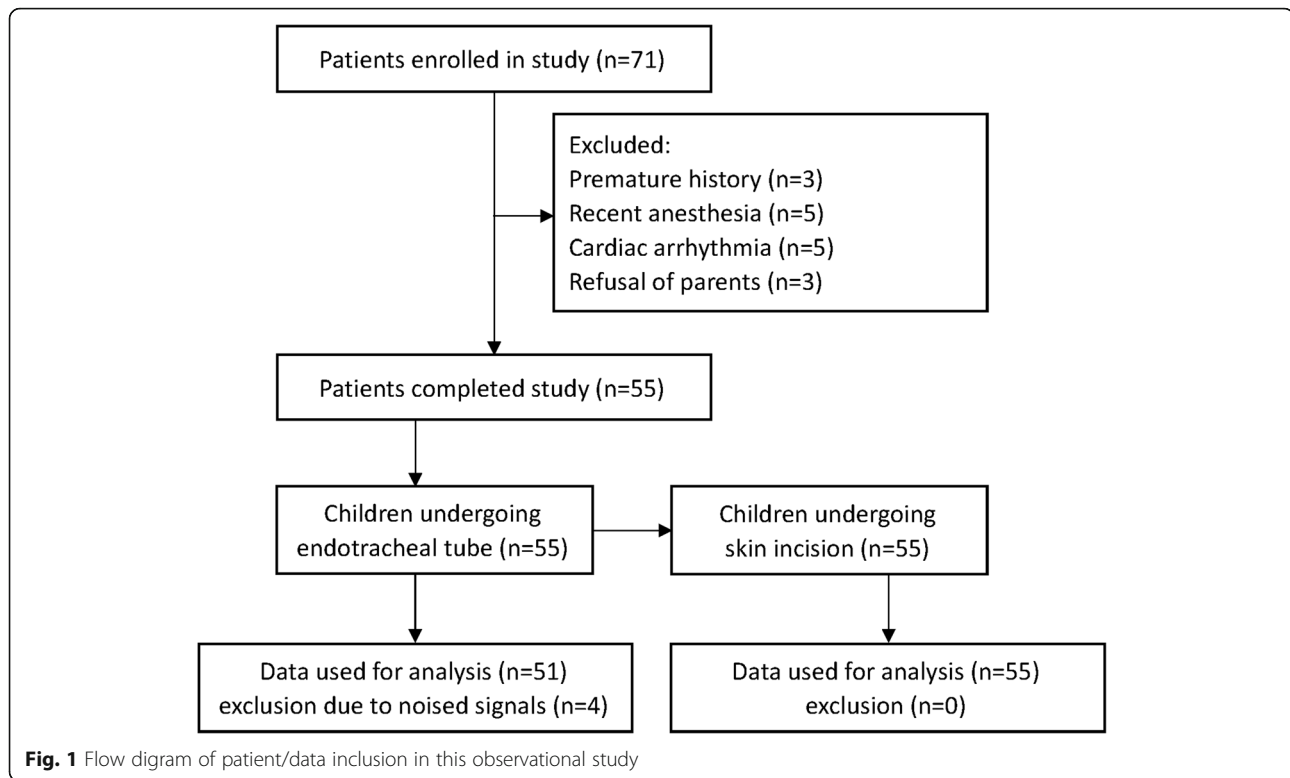 Patients enrolled in study (n=71)
Excluded:
Premature history (n=3)
Recent anesthesia (n=5)
Cardiac arrhythmia (n=5)
Refusal of parents (n=3)
Patients completed study (n=55)
Children undergoing
endotracheal tube (n=55)
Children undergoing
skin incision (n=55)
Data used for analysis (n=51)
exclusion due to noised signals (n=4)
Data used for analysis (n=55)
exclusion (n=0)
Fig. 1 Flow digram of patient/data inclusion in this observational study